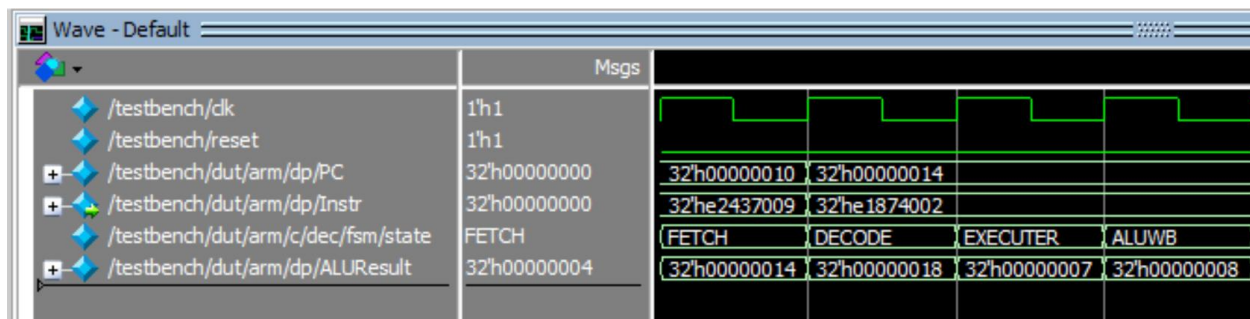 Wave - Default
Msgs
/testbench/clk 1'h1
/testbench/reset 1'h1
/testbench/dut/arm/dp/PC 32'h00000000 32'h00000010 32'h00000014
/testbench/dut/arm/dp/Instr 32'h00000000 32'he2437009 32'he1874002
/testbench/dut/arm/c/dec/fsm/state FETCH FETCH DECODE EXECUTER ALUWB
/testbench/dut/arm/dp/ALUResult 32'h00000004 32'h00000014 32'h00000018 32'h00000007 32'h00000008